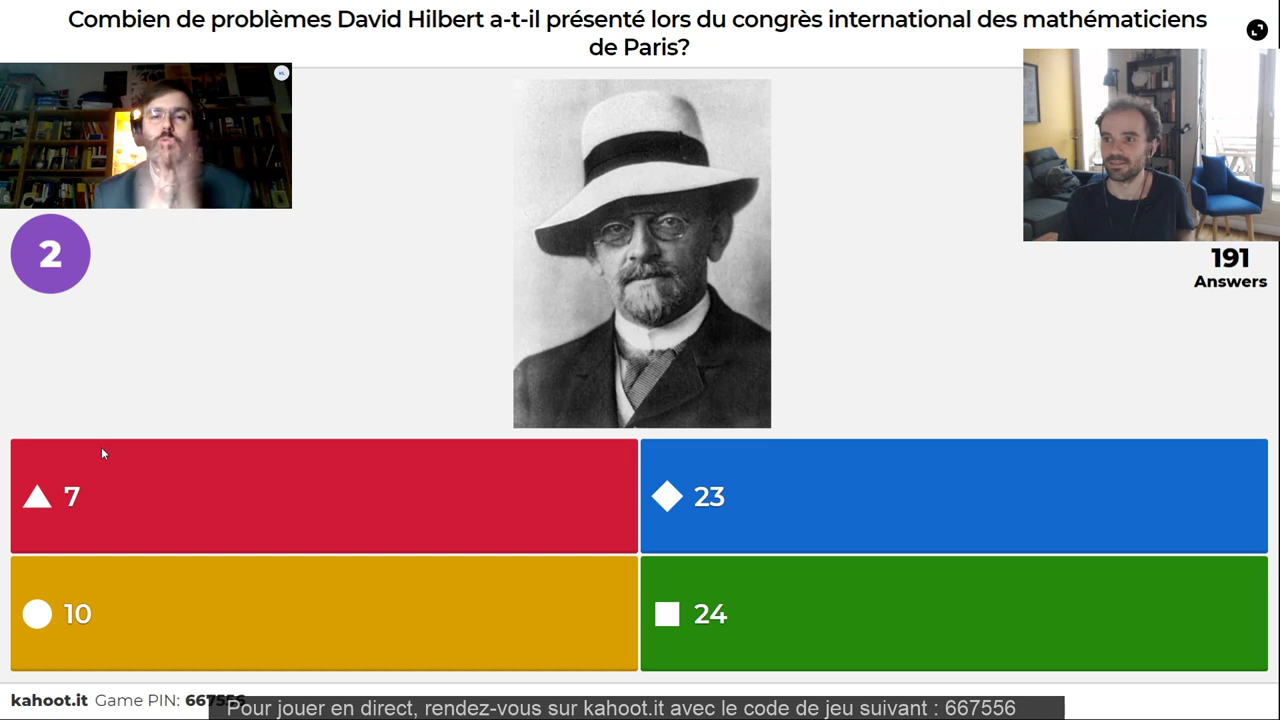 Combien de problèmes David Hilbert a-t-il présenté lors du congrès international des mathématiciens
de Paris?
2
191
Answers
7
23
10
24
kahoot.it Game PIN: 667556
Pour jouer en direct, rendez-vous sur kahoot.it avec le code de jeu suivant : 667556